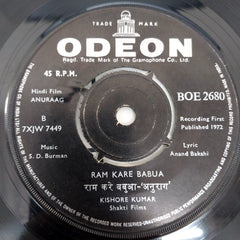 TRADE MARK
ODEON
Regd. Trade Mark of The Gramophone Co. Ltd.
45 R.P.M.
BOE 2680
Hindi Film
ANURAAG
Recording First
Published 1972
B
7XJW 7449
Music
S. D. Burman
Lyric
Anand Bakshi
RAM KARE BABUA
राम करे बबुआ-'अनुराग'
KISHORE KUMAR
Shakti Films